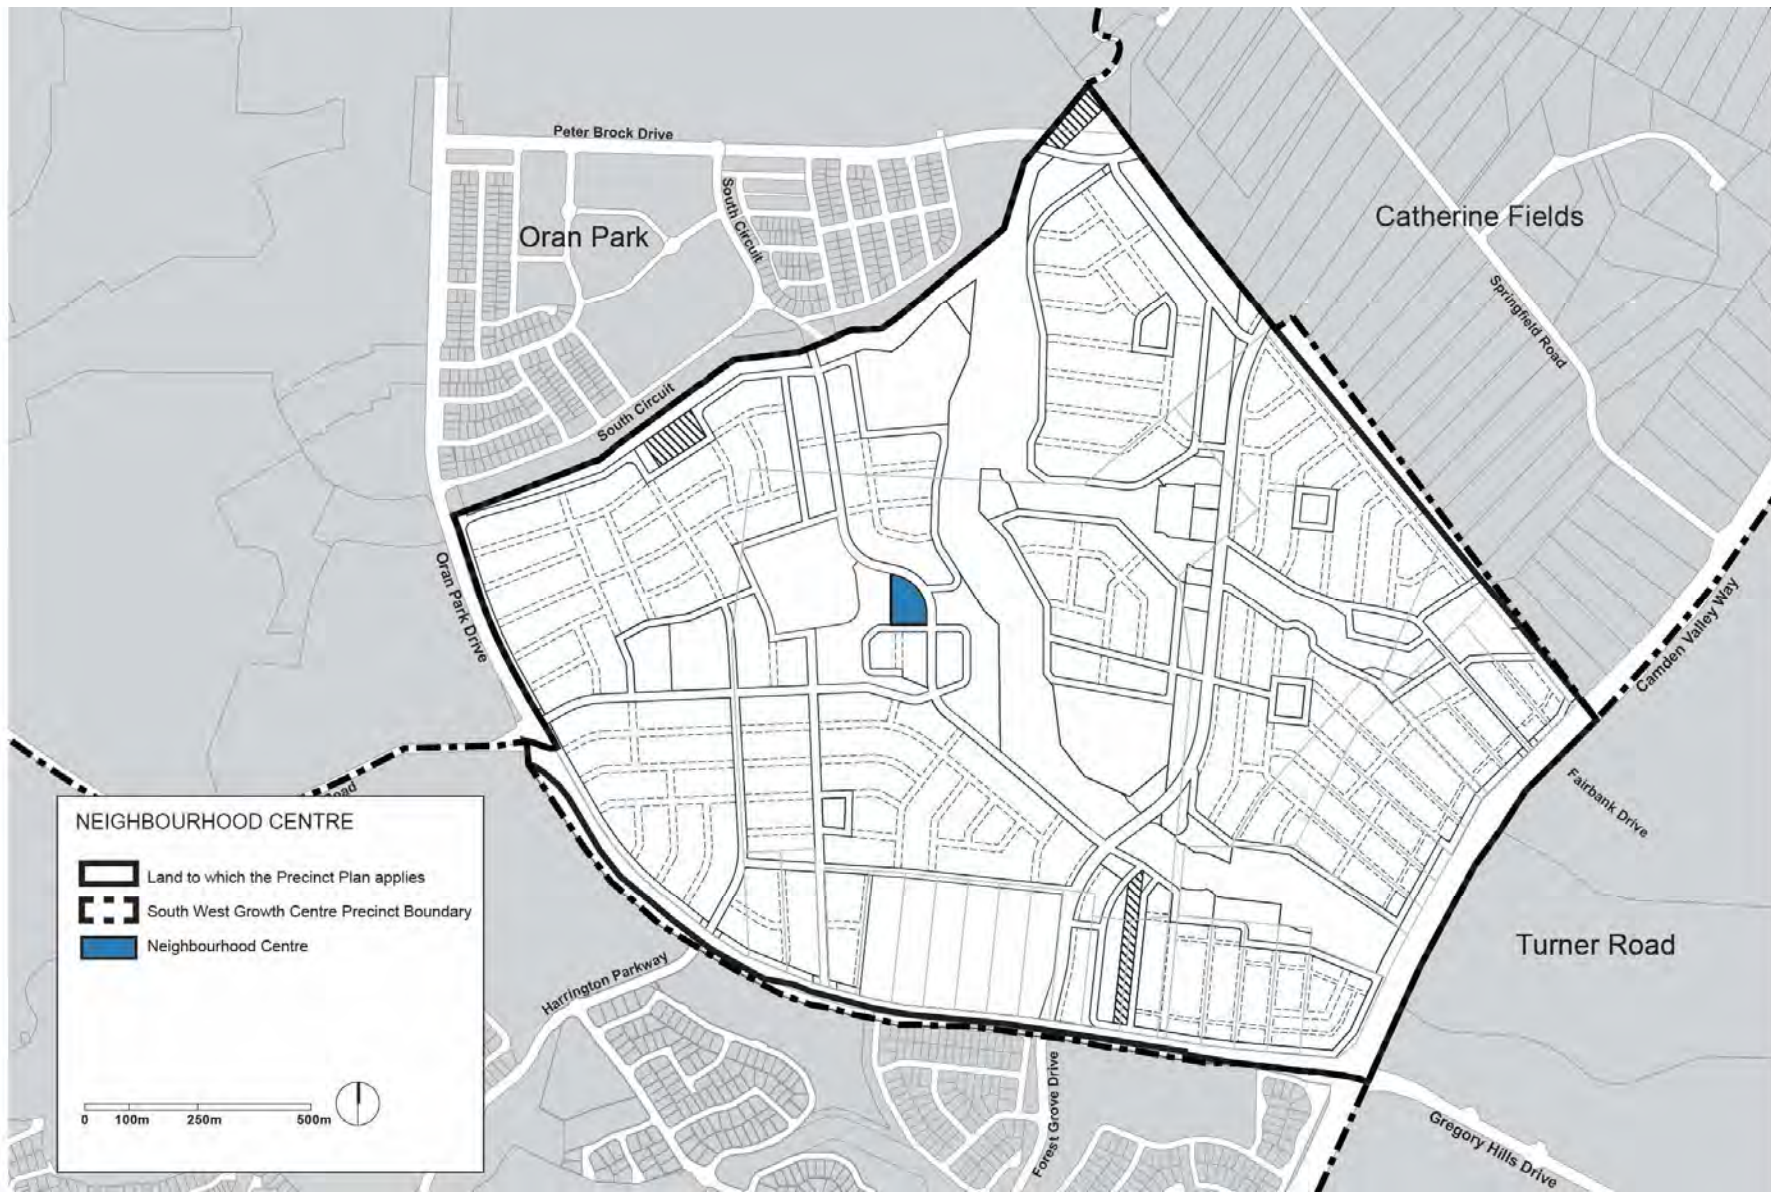 Peter Brock Drive
South Circuit
Oran Park
Catherine Fields
Springfield Road
South Circuit
Oran Park Drive
Camden Valley Way
Fairbank Drive
Road
NEIGHBOURHOOD CENTRE
Land to which the Precinct Plan applies
South West Growth Centre Precinct Boundary
Neighbourhood Centre
0 100m 250m 500m
Turner Road
Harrington Parkway
Forest Grove Drive
Gregory Hills Drive